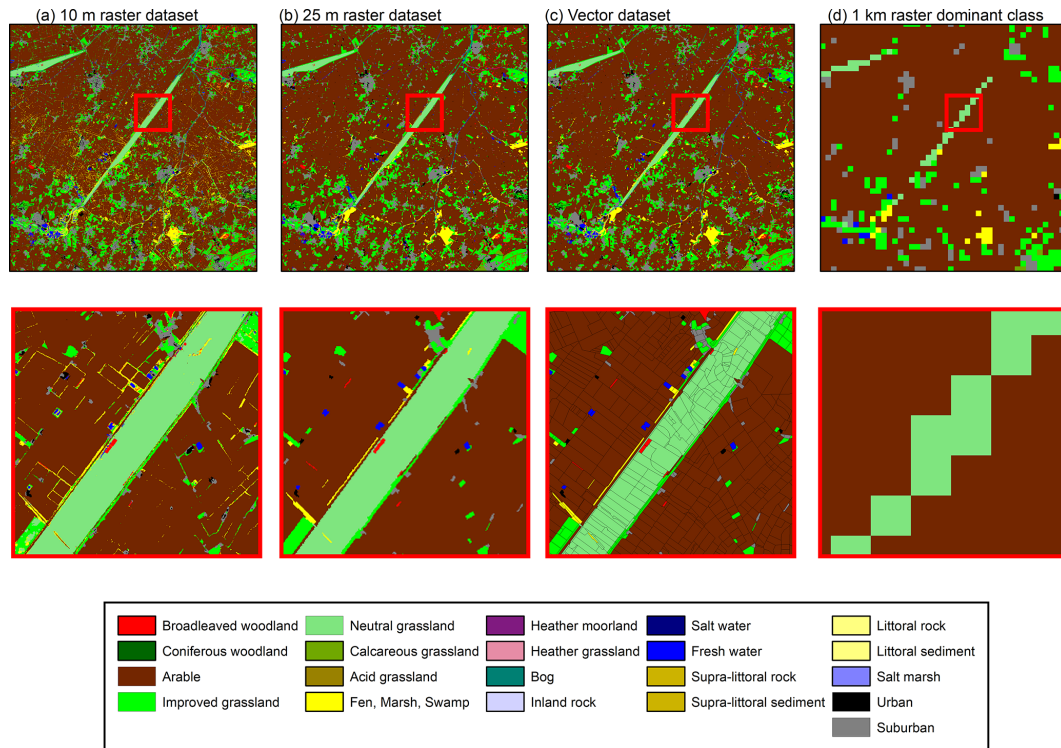 (a) 10 m raster dataset
(b) 25 m raster dataset
(c) Vector dataset
(d) 1 km raster dominant class
Broadleaved woodland
Coniferous woodland
Arable
Improved grassland
Neutral grassland
Calcareous grassland
Acid grassland
Fen, Marsh, Swamp
Heather moorland
Heather grassland
Bog
Inland rock
Salt water
Fresh water
Supra-littoral rock
Supra-littoral sediment
Littoral rock
Littoral sediment
Salt marsh
Urban
Suburban